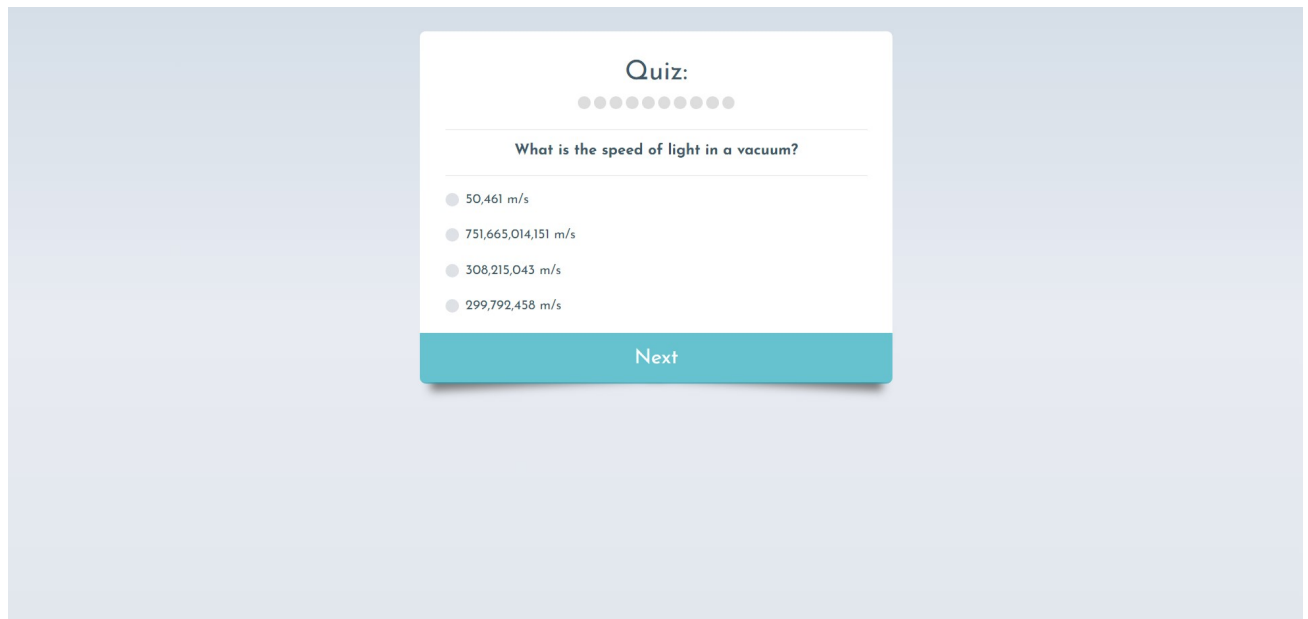 Quiz:
What is the speed of light in a vacuum?
50,461 m/s
751,665,014,151 m/s
308,215,043 m/s
299,792,458 m/s
Next